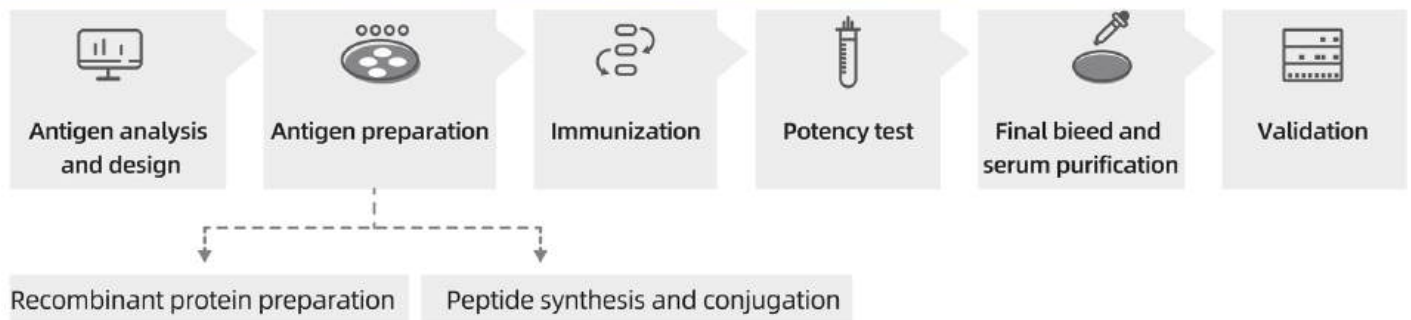 Antigen analysis
and design
Antigen preparation
Immunization
Potency test
Final bieed and
serum purification
Validation
Recombinant protein preparation
Peptide synthesis and conjugation